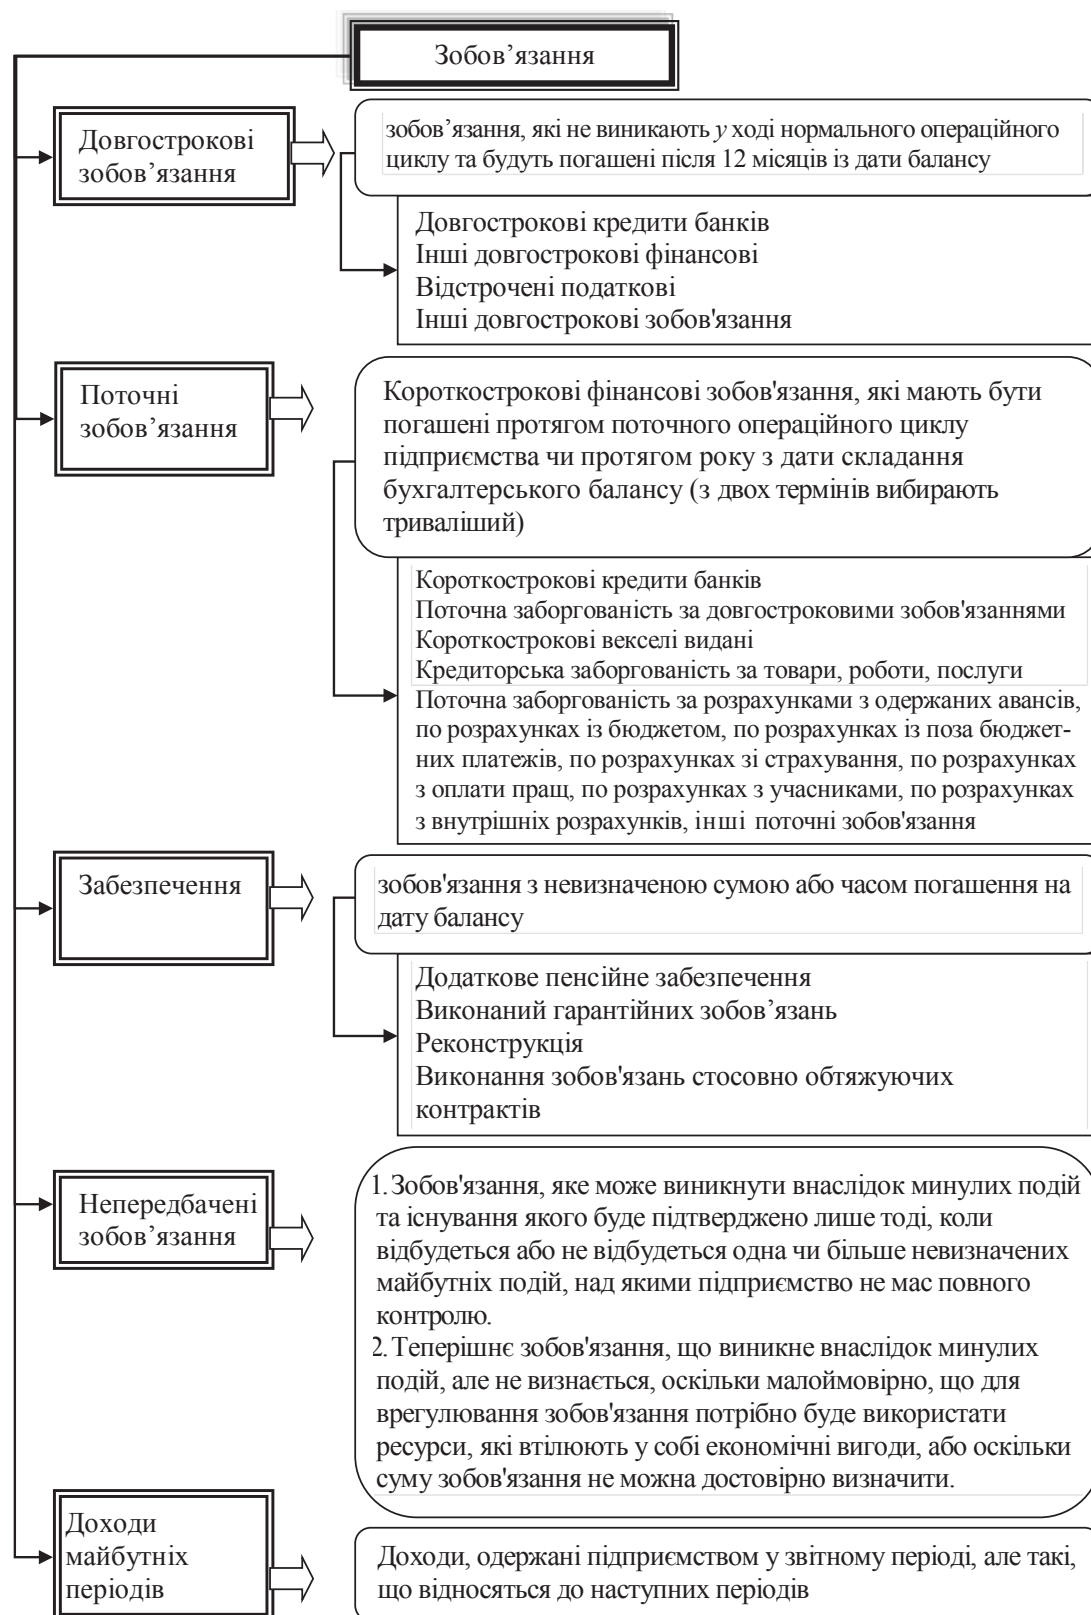 Зобов’язання
Довгострокові
зобов’язання
зобов’язання, які не виникають у ході нормального операційного
циклу та будуть погашені після 12 місяців із дати балансу
Довгострокові кредити банків
Інші довгострокові фінансові
Відстрочені податкові
Інші довгострокові зобов'язання
Поточні
зобов’язання
Короткострокові фінансові зобов'язання, які мають бути
погашені протягом поточного операційного циклу
підприємства чи протягом року з дати складання
бухгалтерського балансу (з двох термінів вибирають
триваліший)
Короткострокові кредити банків
Поточна заборгованість за довгостроковими зобов'язаннями
Короткострокові векселі видані
Кредиторська заборгованість за товари, роботи, послуги
Поточна заборгованість за розрахунками з одержаних авансів,
по розрахунках із бюджетом, по розрахунках із поза бюджет-
них платежів, по розрахунках зі страхування, по розрахунках
з оплати пращ, по розрахунках з учасниками, по розрахунках
з внутрішніх розрахунків, інші поточні зобов'язання
Забезпечення
зобов'язання з невизначеною сумою або часом погашення на
дату балансу
Додаткове пенсійне забезпечення
Виконаний гарантійних зобов’язань
Реконструкція
Виконання зобов'язань стосовно обтяжуючих
контрактів
Непередбачені
зобов’язання
1. Зобов'язання, яке може виникнути внаслідок минулих подій
та існування якого буде підтверджено лише тоді, коли
відбудеться або не відбудеться одна чи більше невизначених
майбутніх подій, над якими підприємство не мас повного
контролю.
2. Теперішнє зобов'язання, що виникне внаслідок минулих
подій, але не визнається, оскільки малоймовірно, що для
врегулювання зобов'язання потрібно буде використати
ресурси, які втілюють у собі економічні вигоди, або оскільки
суму зобов'язання не можна достовірно визначити.
Доходи
майбутніх
періодів
Доходи, одержані підприємством у звітному періоді, але такі,
що відносяться до наступних періодів